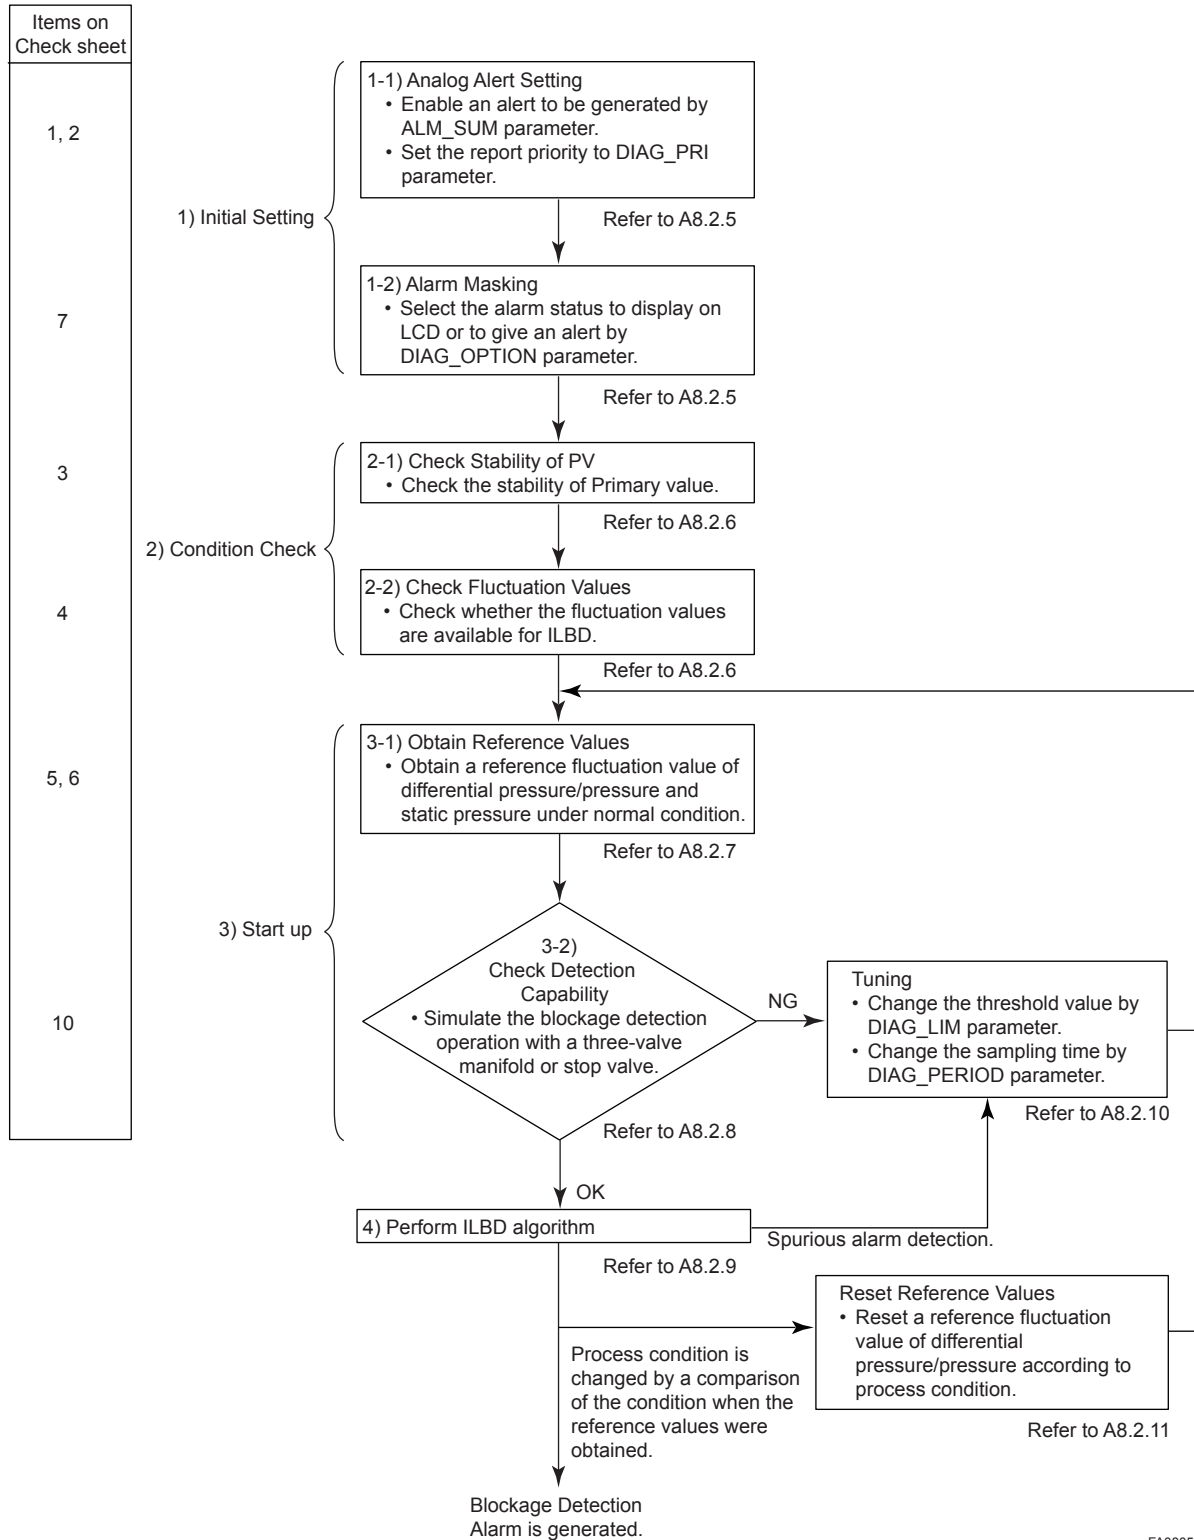 Items on
Check sheet
1, 2
7
3
4
5, 6
10
1) Initial Setting
1-1) Analog Alert Setting
• Enable an alert to be generated by
ALM_SUM parameter.
• Set the report priority to DIAG_PRI
parameter.
Refer to A8.2.5
1-2) Alarm Masking
• Select the alarm status to display on
LCD or to give an alert by
DIAG_OPTION parameter.
Refer to A8.2.5
2) Condition Check
2-1) Check Stability of PV
• Check the stability of Primary value.
Refer to A8.2.6
2-2) Check Fluctuation Values
• Check whether the fluctuation values
are available for ILBD.
Refer to A8.2.6
3) Start up
3-1) Obtain Reference Values
• Obtain a reference fluctuation value of
differential pressure/pressure and
static pressure under normal condition.
Refer to A8.2.7
3-2)
Check Detection
Capability
• Simulate the blockage detection
operation with a three-valve
manifold or stop valve.
Refer to A8.2.8
NG
Tuning
• Change the threshold value by
DIAG_LIM parameter.
• Change the sampling time by
DIAG_PERIOD parameter.
Refer to A8.2.10
OK
4) Perform ILBD algorithm
Spurious alarm detection.
Refer to A8.2.9
Reset Reference Values
• Reset a reference fluctuation
value of differential
pressure/pressure according to
process condition.
Refer to A8.2.11
Process condition is
changed by a comparison
of the condition when the
reference values were
obtained.
Blockage Detection
Alarm is generated.